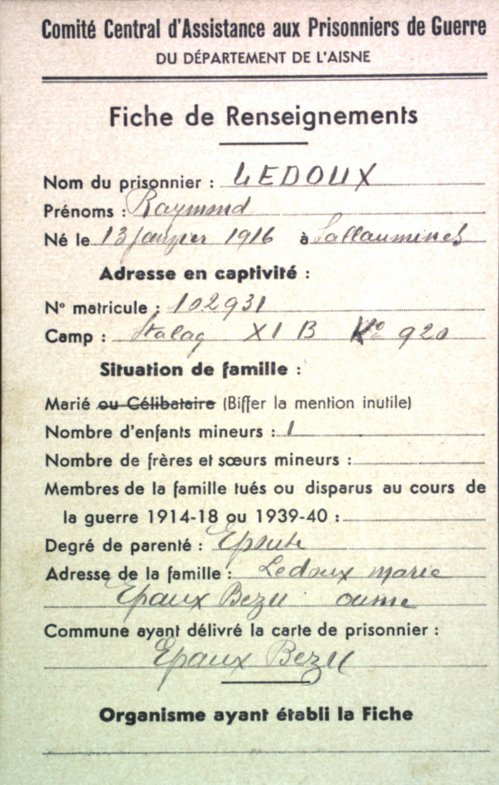 Comité Central d'Assistance aux Prisonniers de Guerre
DU DÉPARTEMENT DE L'AISNE
Fiche de Renseignements
Nom du prisonnier : LEDOUX
Prénoms : Raymond
Né le 13 janvier 1916 à Sallaumines
Adresse en captivité :
N° matricule : 102931
Camp : Stalag XI B K° 920
Situation de famille :
Marié ou Célibataire (Biffer la mention inutile)
Nombre d'enfants mineurs : 1
Nombre de frères et sœurs mineurs :
Membres de la famille tués ou disparus au cours de
la guerre 1914-18 ou 1939-40 :
Degré de parenté :
Adresse de la famille : Ledoux marie
Epaux Bezu
Commune ayant délivré la carte de prisonnier :
Epaux Bezu
Organisme ayant établi la Fiche